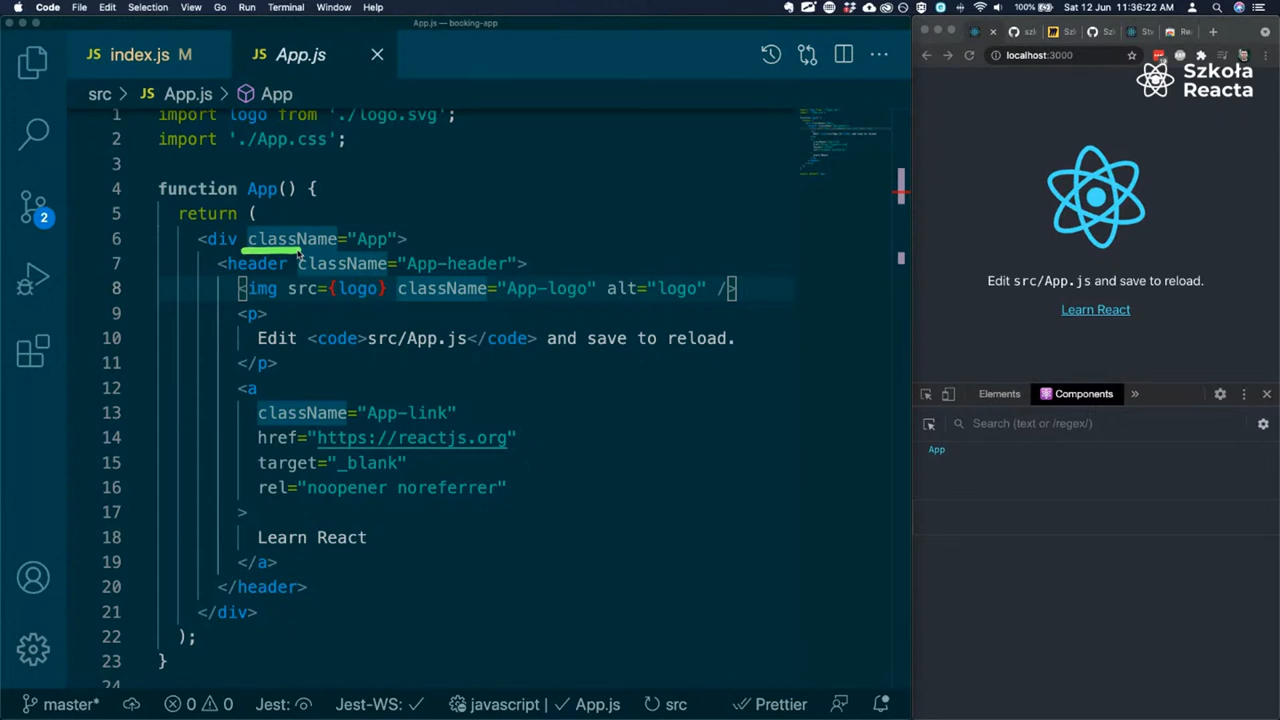 Code File Edit Selection View Go Run Terminal Window Help 100% Sat 12 Jun 11:36:22
App.js — booking-app
JS index.js M JS App.js
src > JS App.js > App
1 import logo from './logo.svg';
2 import './App.css';
3
4 function App() {
5 return (
6 <div className="App">
7 <header className="App-header">
8 <img src={logo} className="App-logo" alt="logo" />
9 <p>
10 Edit <code>src/App.js</code> and save to reload.
11 </p>
12 <a
13 className="App-link"
14 href="https://reactjs.org"
15 target="_blank"
16 rel="noopener noreferrer"
17 >
18 Learn React
19 </a>
20 </header>
21 </div>
22 );
23 }
24
2
master* 0 0 Jest: Jest-WS: javascript | App.js src Prettier
localhost:3000
Szkoła
Reacta
Edit src/App.js and save to reload.
Learn React
Elements Components »
Search (text or /regex/)
App